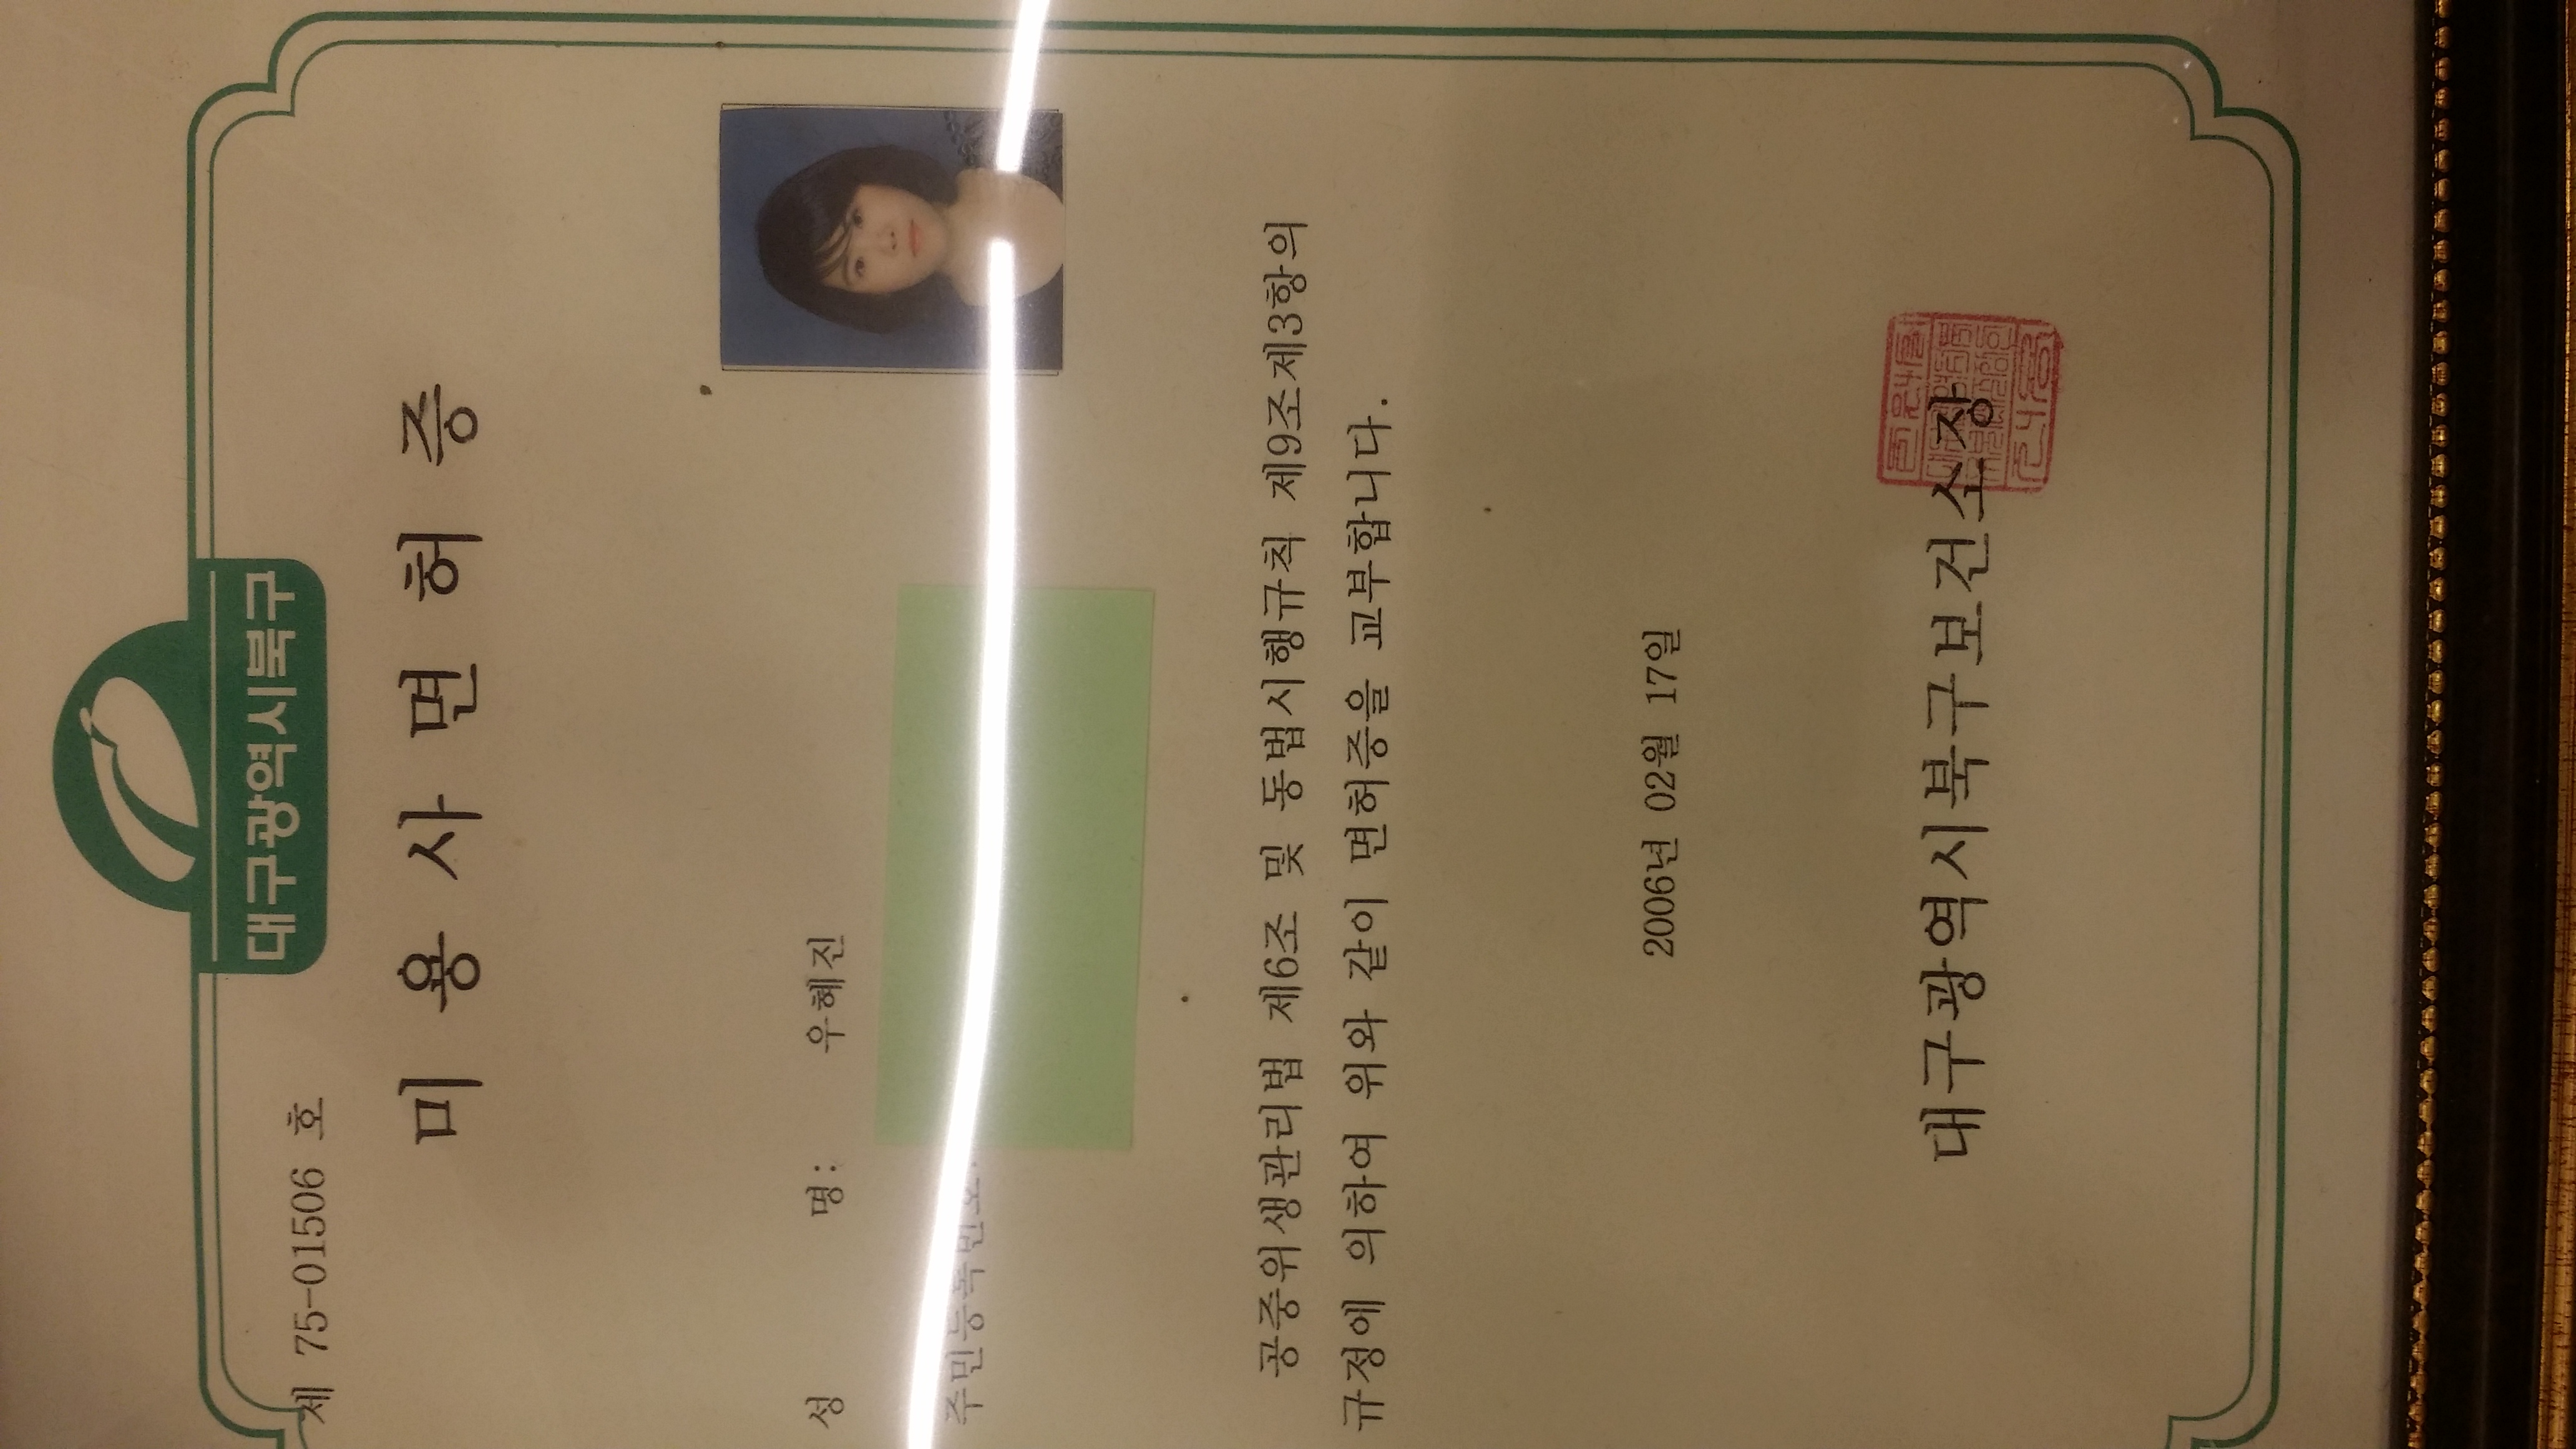 대구광역시북구
제 75-01506 호
미 용 사 면 허 증
성 명: 우혜진
주민등록번호:
공중위생관리법 제6조 및 동법시행규칙 제9조제3항의
규정에 의하여 위와 같이 면허증을 교부합니다.
2006년 02월 17일
대구광역시북구보건소장